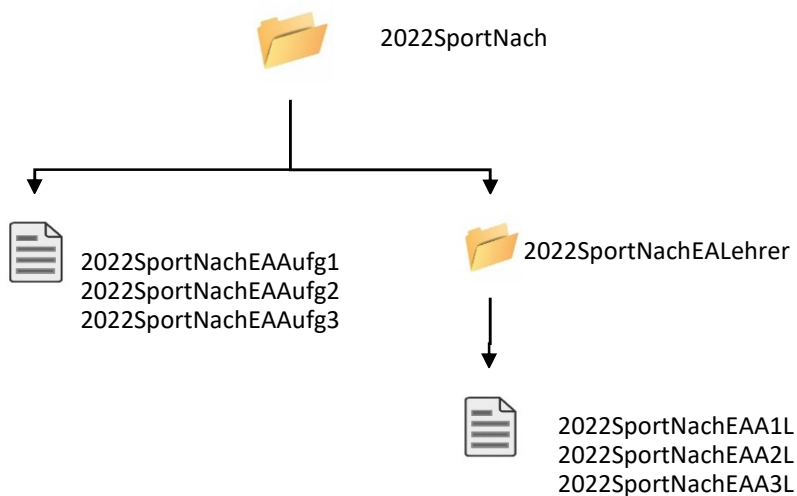 2022SportNach
2022SportNachEAAufg1
2022SportNachEAAufg2
2022SportNachEAAufg3
2022SportNachEALehrer
2022SportNachEAA1L
2022SportNachEAA2L
2022SportNachEAA3L